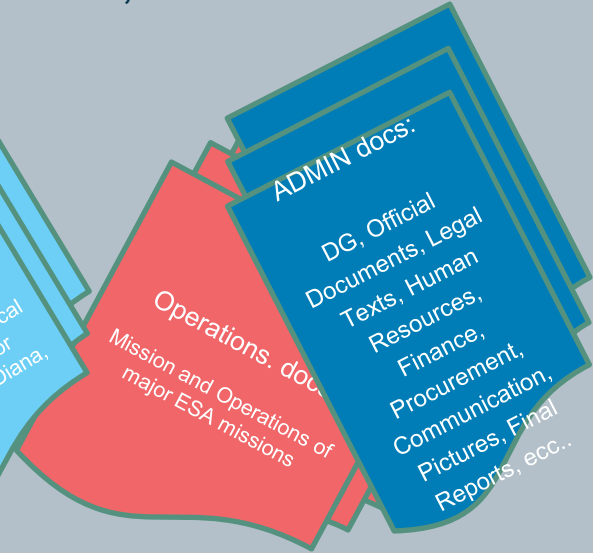 cal
or
Diana,
Operations. doc
Mission and Operations of
major ESA missions
ADMIN docs:
DG, Official
Documents, Legal
Texts, Human
Resources,
Finance,
Procurement,
Communication,
Pictures, Final
Reports, ecc..